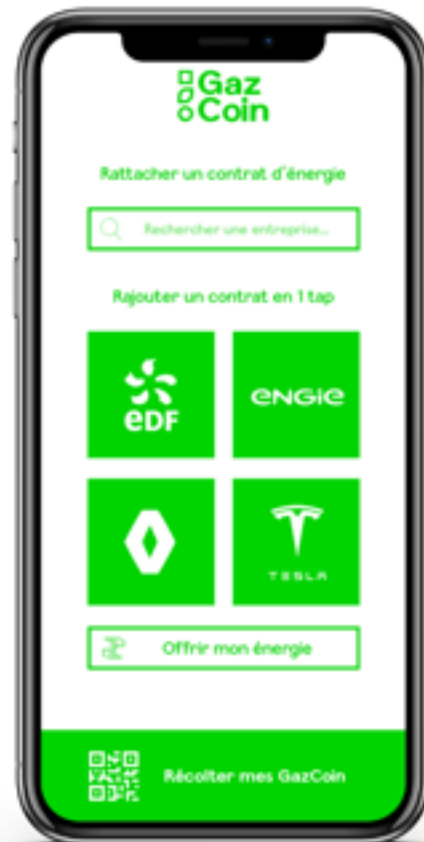 Gaz
Coin
Rattacher un contrat d'énergie
Rechercher une entreprise...
Rajouter un contrat en 1 tap
eDF
eNGie
TESLA
Offrir mon énergie
Récolter mes GazCoin